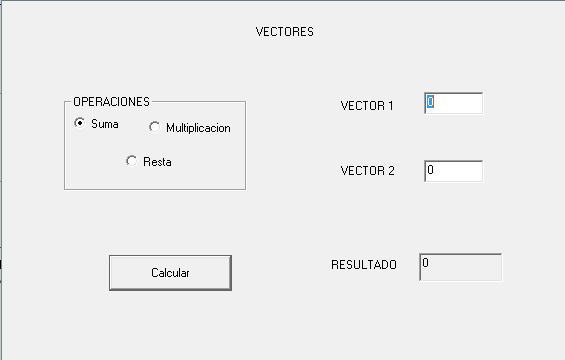 VECTORES
OPERACIONES
Suma
Multiplicacion
Resta
VECTOR 1
0
VECTOR 2
0
Calcular
RESULTADO
0